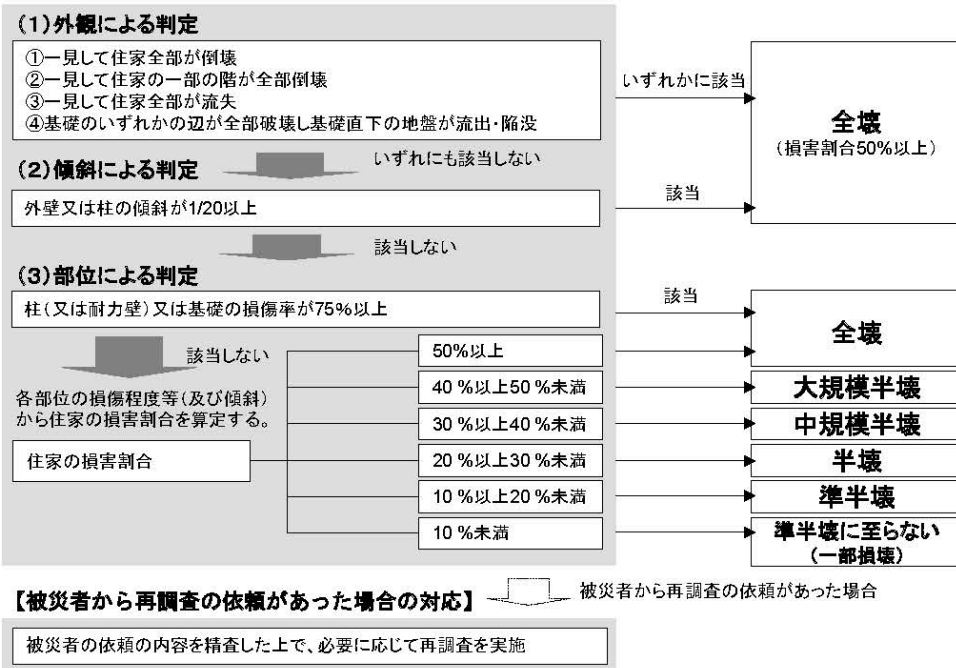 (1)外観による判定
①一見して住家全部が倒壊
②一見して住家の一部の階が全部倒壊
③一見して住家全部が流失
④基礎のいずれかの辺が全部破壊し基礎直下の地盤が流出・陥没
いずれかに該当
全壊
(損害割合50%以上)
いずれにも該当しない
(2)傾斜による判定
外壁又は柱の傾斜が1/20以上
該当
該当しない
(3)部位による判定
柱(又は耐力壁)又は基礎の損傷率が75%以上
該当
全壊
該当しない
各部位の損傷程度等(及び傾斜)
から住家の損害割合を算定する。
住家の損害割合
50%以上
40 %以上50 %未満
大規模半壊
30 %以上40 %未満
中規模半壊
20 %以上30 %未満
半壊
10 %以上20 %未満
準半壊
10 %未満
準半壊に至らない
(一部損壊)
【被災者から再調査の依頼があった場合の対応】
被災者から再調査の依頼があった場合
被災者の依頼の内容を精査した上で、必要に応じて再調査を実施